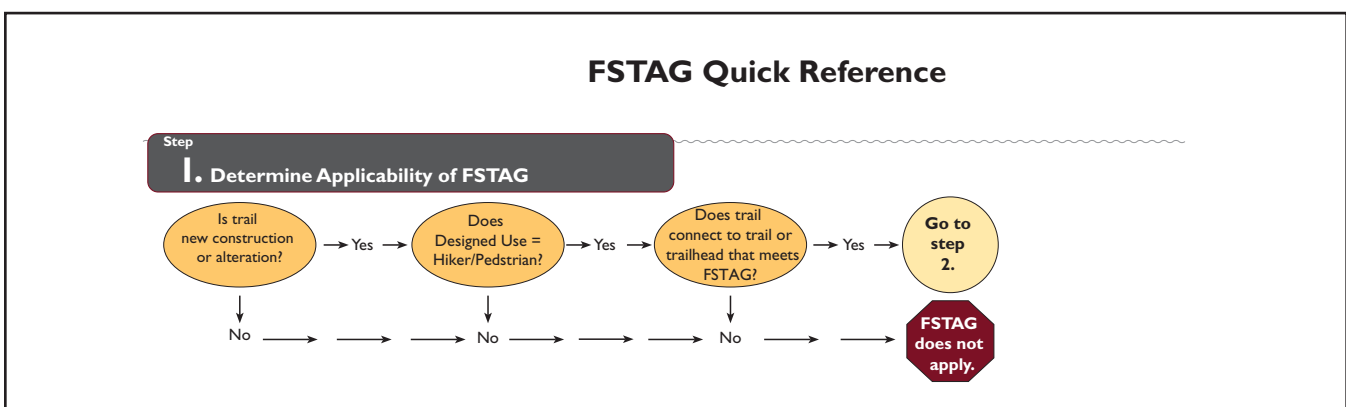 FSTAG Quick Reference
Step
1. Determine Applicability of FSTAG
Is trail
new construction
or alteration?
Yes
Does
Designed Use =
Hiker/Pedstrian?
Yes
Does trail
connect to trail or
trailhead that meets
FSTAG?
Yes
Go to
step
2.
No
No
No
FSTAG
does not
apply.